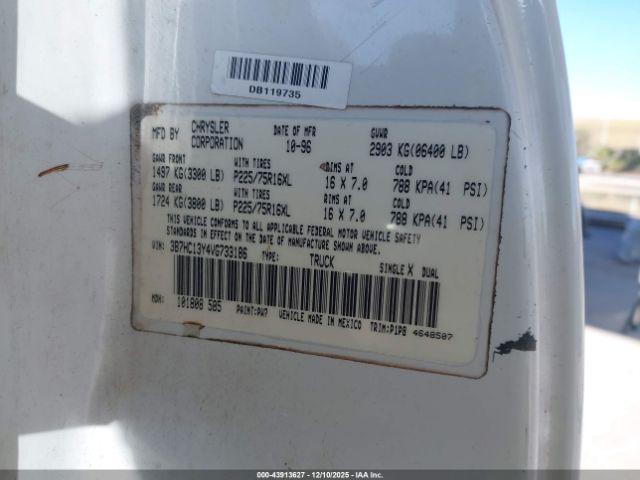 DB119735
MFD BY CHRYSLER CORPORATION DATE OF MFR 10-96 GVWR 2903 KG(06400 LB)
GAWR FRONT WITH TIRES RIMS AT COLD
1497 KG(3300 LB) P225/75R16XL 16 X 7.0 788 KPA(41 PSI)
GAWR REAR WITH TIRES RIMS AT COLD
1724 KG(3800 LB) P225/75R16XL 16 X 7.0 788 KPA(41 PSI)
THIS VEHICLE CONFORMS TO ALL APPLICABLE FEDERAL MOTOR VEHICLE SAFETY
STANDARDS IN EFFECT ON THE DATE OF MANUFACTURE SHOWN ABOVE.
VIN: 3B7HC13Y4VG733186 TYPE: TRUCK SINGLE X DUAL
MDH: 101808 585 PAINT:PW7 VEHICLE MADE IN MEXICO TRIM:P1P8 4648507
000-43913627 - 12/10/2025 - IAAI.com